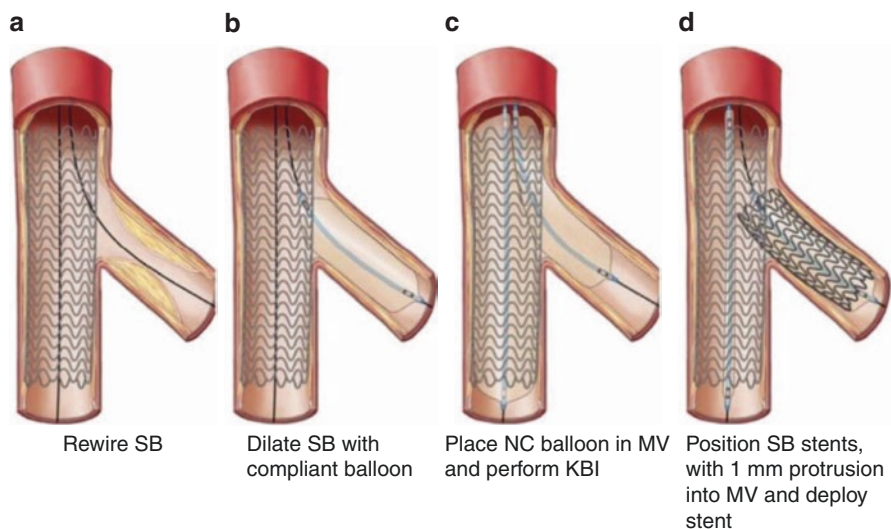 a
b
c
d
Rewire SB
Dilate SB with
compliant balloon
Place NC balloon in MV
and perform KBI
Position SB stents,
with 1 mm protrusion
into MV and deploy
stent